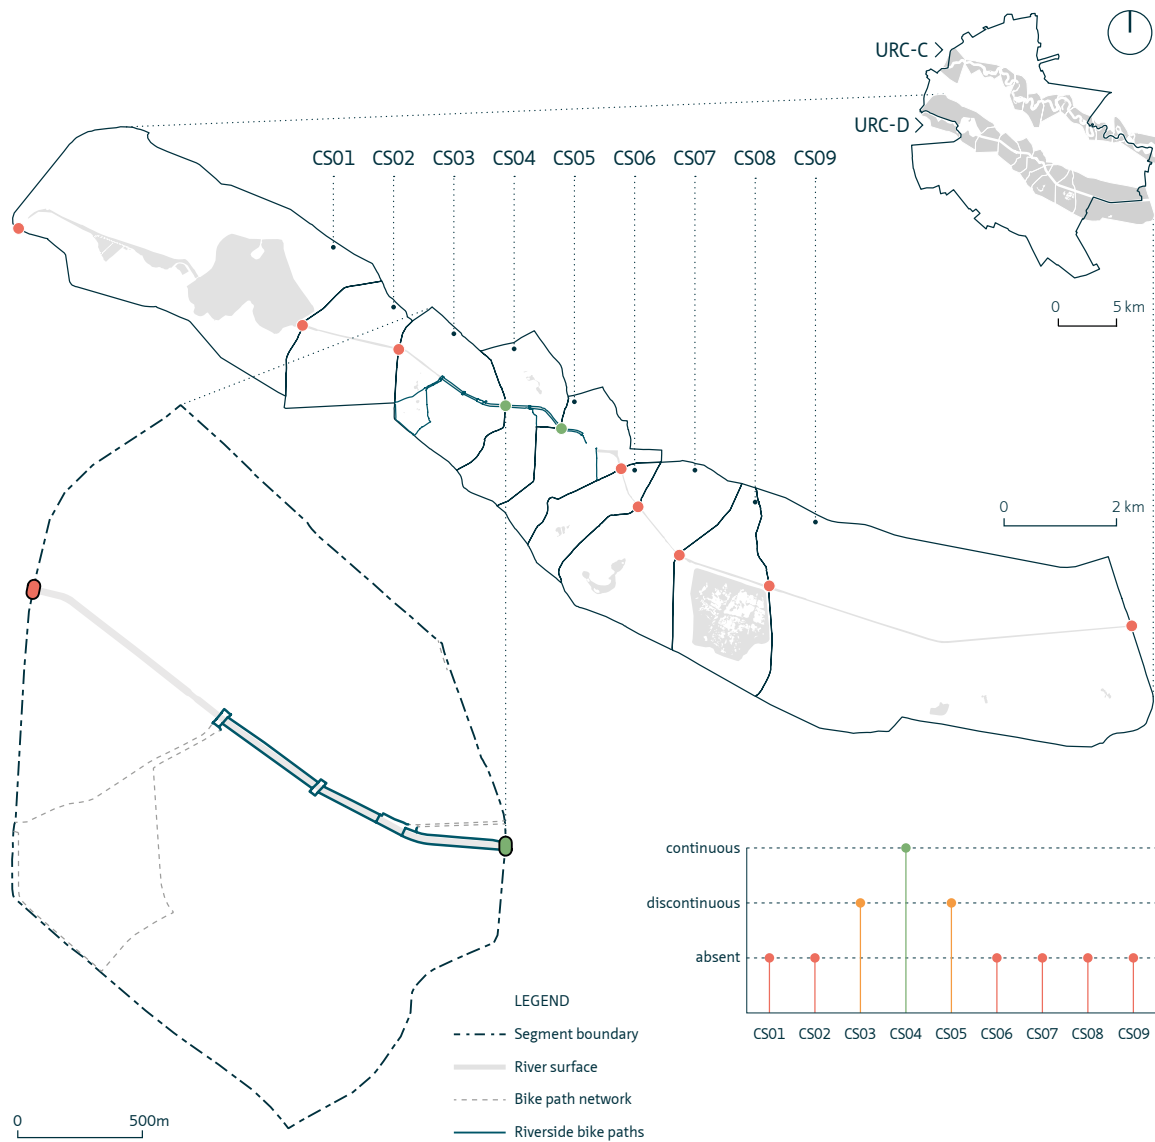 URC-C
URC-D
CS01 CS02 CS03 CS04 CS05 CS06 CS07 CS08 CS09
0 5 km
0 2 km
continuous
discontinuous
absent
CS01 CS02 CS03 CS04 CS05 CS06 CS07 CS08 CS09
LEGEND
Segment boundary
River surface
Bike path network
Riverside bike paths
0 500m